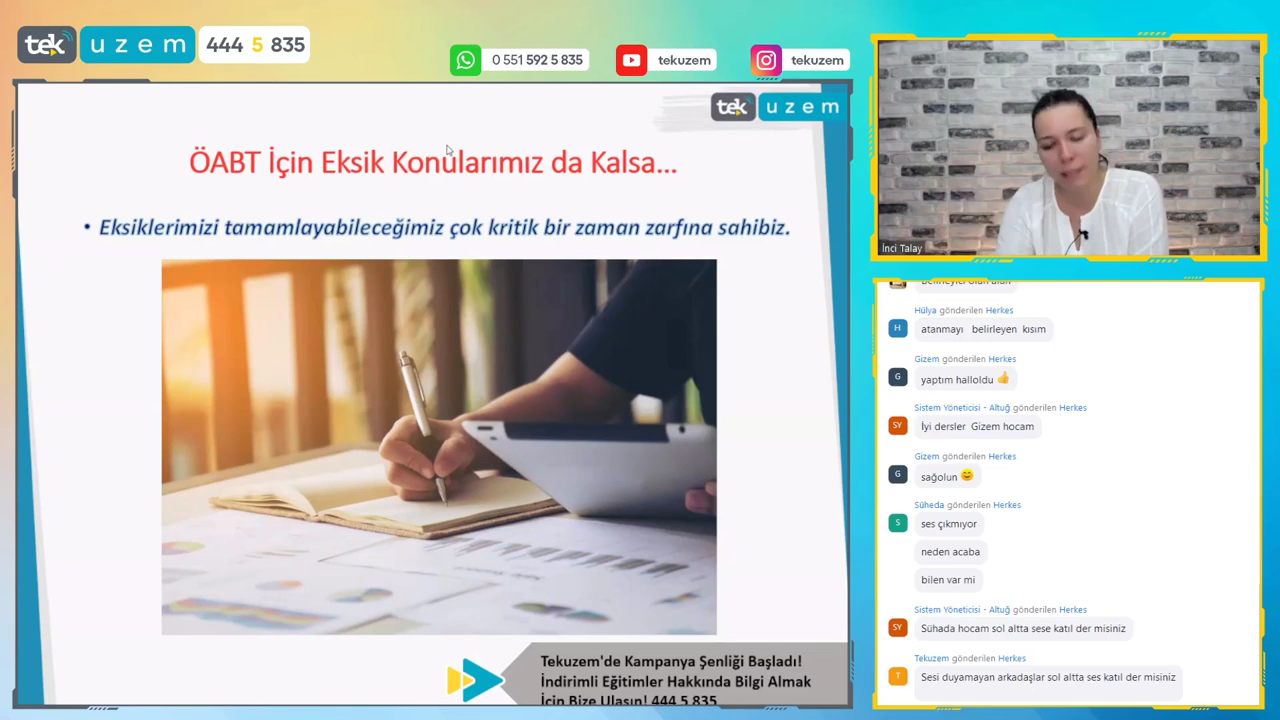 tek uzem 444 5 835
0 551 592 5 835
tekuzem
tekuzem
tek uzem
ÖABT İçin Eksik Konularımız da Kalsa...
• Eksiklerimizi tamamlayabileceğimiz çok kritik bir zaman zarfına sahibiz.
Tekuzem'de Kampanya Şenliği Başladı!
İndirimli Eğitimler Hakkında Bilgi Almak
İçin Bize Ulaşın! 444 5 835
İnci Talay
Hülya gönderilen Herkes
H
atanmayı belirleyen kısım
Gizem gönderilen Herkes
G
yaptım halloldu 👍
Sistem Yöneticisi - Altuğ gönderilen Herkes
SY
İyi dersler Gizem hocam
Gizem gönderilen Herkes
G
sağolun 😊
Süheda gönderilen Herkes
S
ses çıkmıyor
neden acaba
bilen var mi
Sistem Yöneticisi - Altuğ gönderilen Herkes
SY
Sühada hocam sol altta sese katıl der misiniz
Tekuzem gönderilen Herkes
T
Sesi duyamayan arkadaşlar sol altta ses katıl der misiniz